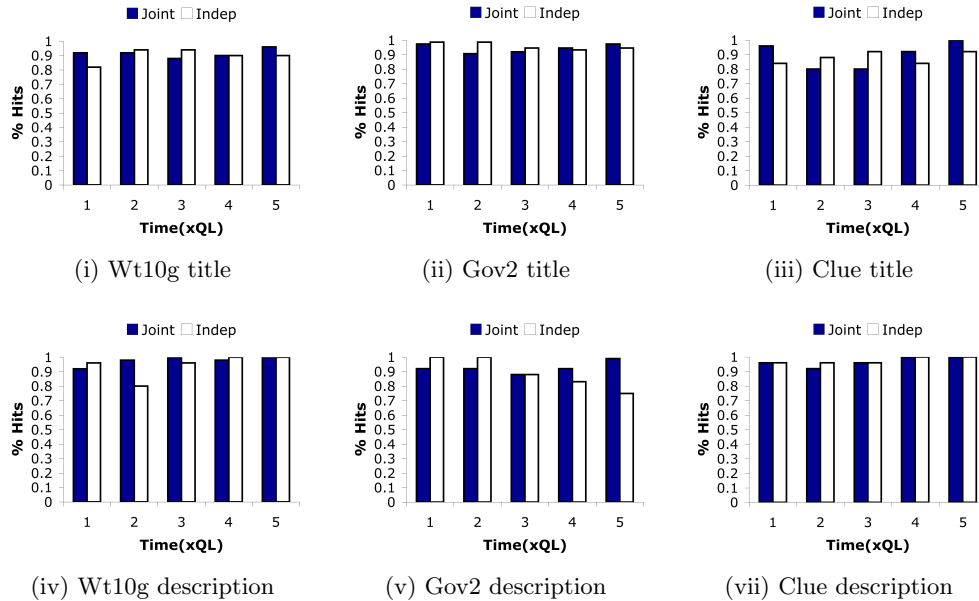 Joint Indep
% Hits
1
0.9
0.8
0.7
0.6
0.5
0.4
0.3
0.2
0.1
0
1 2 3 4 5
Time(xQL)
(i) Wt10g title
Joint Indep
% Hits
1
0.9
0.8
0.7
0.6
0.5
0.4
0.3
0.2
0.1
0
1 2 3 4 5
Time(xQL)
(ii) Gov2 title
Joint Indep
% Hits
1
0.9
0.8
0.7
0.6
0.5
0.4
0.3
0.2
0.1
0
1 2 3 4 5
Time(xQL)
(iii) Clue title
Joint Indep
% Hits
1
0.9
0.8
0.7
0.6
0.5
0.4
0.3
0.2
0.1
0
1 2 3 4 5
Time(xQL)
(iv) Wt10g description
Joint Indep
% Hits
1
0.9
0.8
0.7
0.6
0.5
0.4
0.3
0.2
0.1
0
1 2 3 4 5
Time(xQL)
(v) Gov2 description
Joint Indep
% Hits
1
0.9
0.8
0.7
0.6
0.5
0.4
0.3
0.2
0.1
0
1 2 3 4 5
Time(xQL)
(vii) Clue description